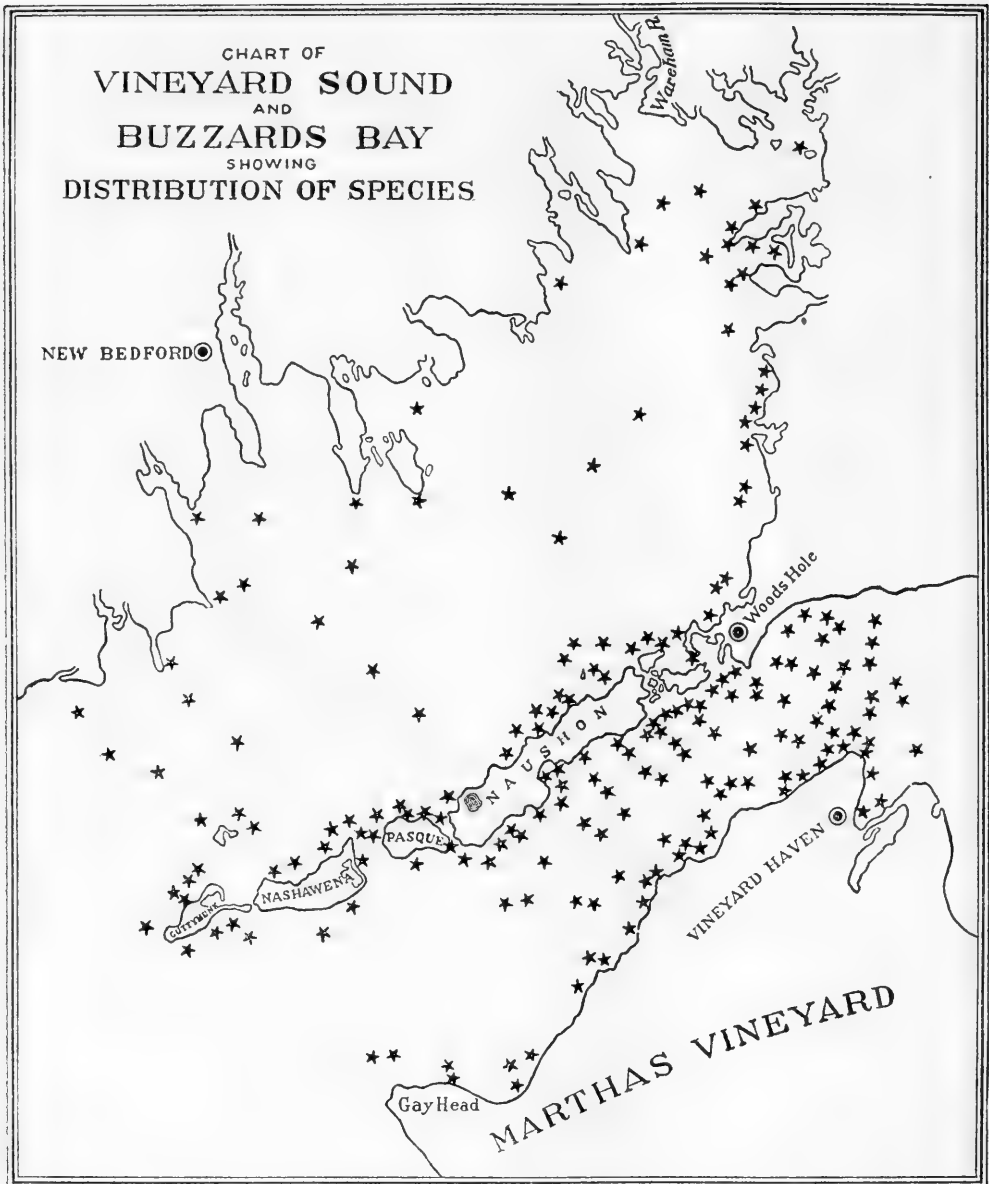 CHART OF
VINEYARD SOUND
AND
BUZZARDS BAY
SHOWING
DISTRIBUTION OF SPECIES
Wareham R
NEW BEDFORD
Woods Hole
NAUSHON
PASQUE
NASHAWENA
CUTTYHUNK
VINEYARD HAVEN
MARTHAS VINEYARD
Gay Head